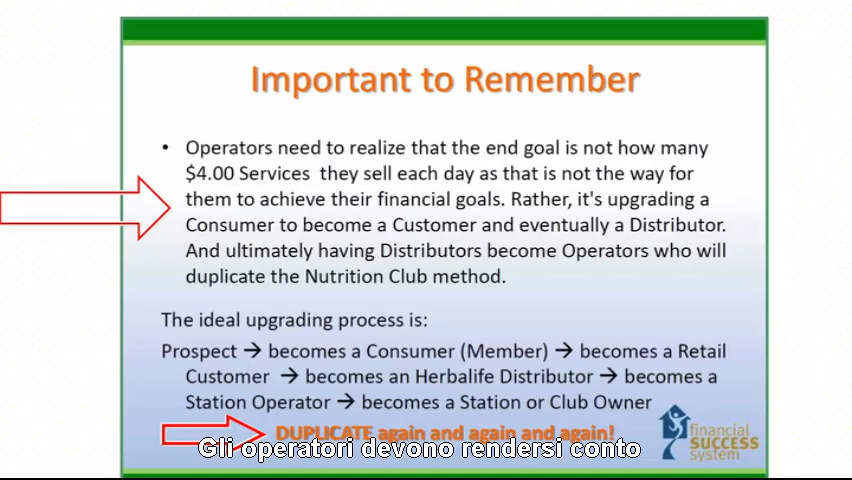 Important to Remember
• Operators need to realize that the end goal is not how many
$4.00 Services they sell each day as that is not the way for
them to achieve their financial goals. Rather, it's upgrading a
Consumer to become a Customer and eventually a Distributor.
And ultimately having Distributors become Operators who will
duplicate the Nutrition Club method.
The ideal upgrading process is:
Prospect → becomes a Consumer (Member) → becomes a Retail
Customer → becomes an Herbalife Distributor → becomes a
Station Operator → becomes a Station or Club Owner
DUPLICATE again and again and again!
financial
SUCCESS
system
Gli operatori devono rendersi conto